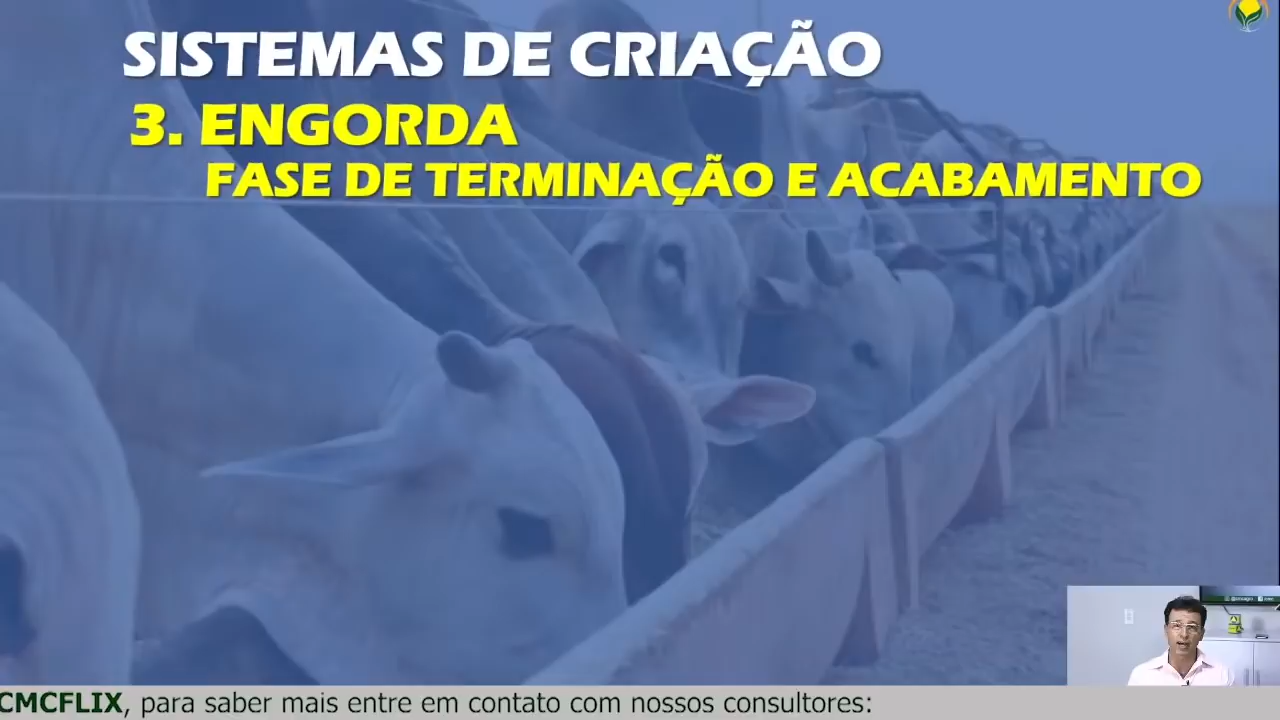 SISTEMAS DE CRIAÇÃO
3. ENGORDA
FASE DE TERMINAÇÃO E ACABAMENTO
CMCFLIX, para saber mais entre em contato com nossos consultores: